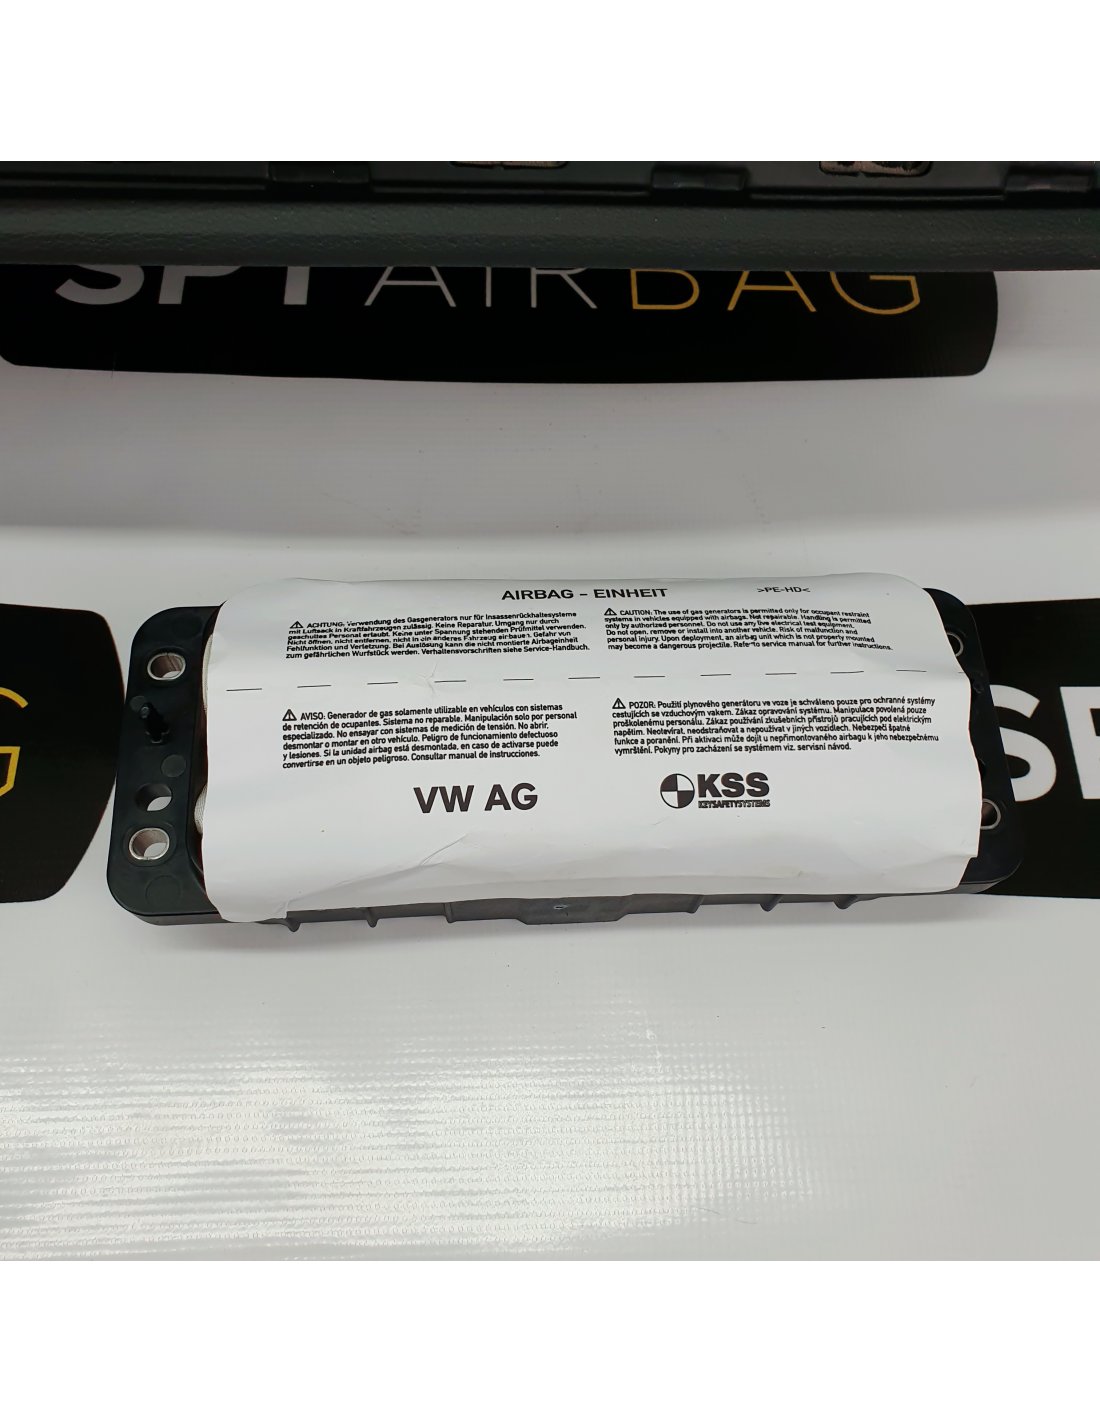 SPI AIRBAG
AIRBAG - EINHEIT
>PE-HD<
ACHTUNG: Verwendung des Gasgenerators nur für Insassenrückhaltesysteme
mit Luftsack in Kraftfahrzeugen zulässig. Keine Reparatur. Umgang nur durch
geschultes Personal erlaubt. Keine unter Spannung stehenden Prüfmittel verwenden.
Nicht öffnen, nicht entfernen, nicht in ein anderes Fahrzeug einbauen. Gefahr von
Fehlfunktion und Verletzung. Bei Auslösung kann die nicht montierte Airbageinheit
zum gefährlichen Wurfstück werden. Verhaltensvorschriften siehe Service-Handbuch.
CAUTION: The use of gas generators is permitted only for occupant restraint
systems in vehicles equipped with airbags. Not repairable. Handling is permitted
only by authorized personnel. Do not use any live electrical test equipment.
Do not open, remove or install into another vehicle. Risk of malfunction and
personal injury. Upon deployment, an airbag unit which is not properly mounted
may become a dangerous projectile. Refer to service manual for further instructions.
AVISO: Generador de gas solamente utilizable en vehículos con sistemas
de retención de ocupantes. Sistema no reparable. Manipulación solo por personal
especializado. No ensayar con sistemas de medición de tensión. No abrir,
desmontar o montar en otro vehículo. Peligro de funcionamiento defectuoso
y lesiones. Si la unidad airbag está desmontada, en caso de activarse puede
convertirse en un objeto peligroso. Consultar manual de instrucciones.
POZOR: Použití plynového generátoru ve voze je schváleno pouze pro ochranné systémy
cestujících se vzduchovým vakem. Zákaz opravování systému. Manipulace povolená pouze
proškolenému personálu. Zákaz používání zkušebních přístrojů pracujících pod elektrickým
napětím. Neotevírat, neodstraňovat a nepoužívat v jiných vozidlech. Nebezpečí špatné
funkce a poranění. Při aktivaci může dojít u nepřimontovaného airbagu k jeho nebezpečnému
vymrštění. Pokyny pro zacházení se systémem viz. servisní návod.
VW AG
KSS
KEYSAFETYSYSTEMS
G
SP